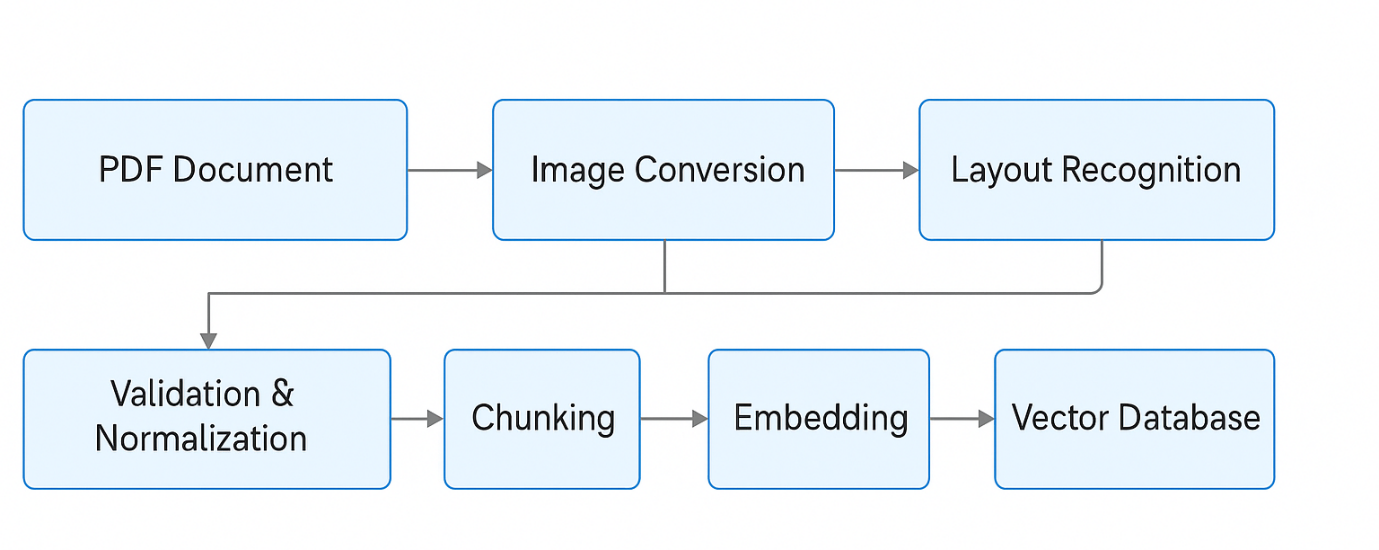 PDF Document
Image Conversion
Layout Recognition
Validation &
Normalization
Chunking
Embedding
Vector Database